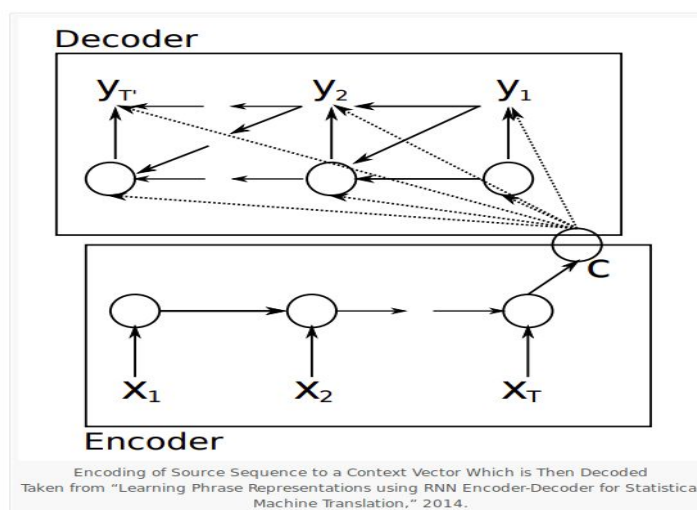 Decoder
y_T' y_2 y_1
c
x_1 x_2 x_T
Encoder
Encoding of Source Sequence to a Context Vector Which is Then Decoded
Taken from “Learning Phrase Representations using RNN Encoder-Decoder for Statistica
Machine Translation,” 2014.